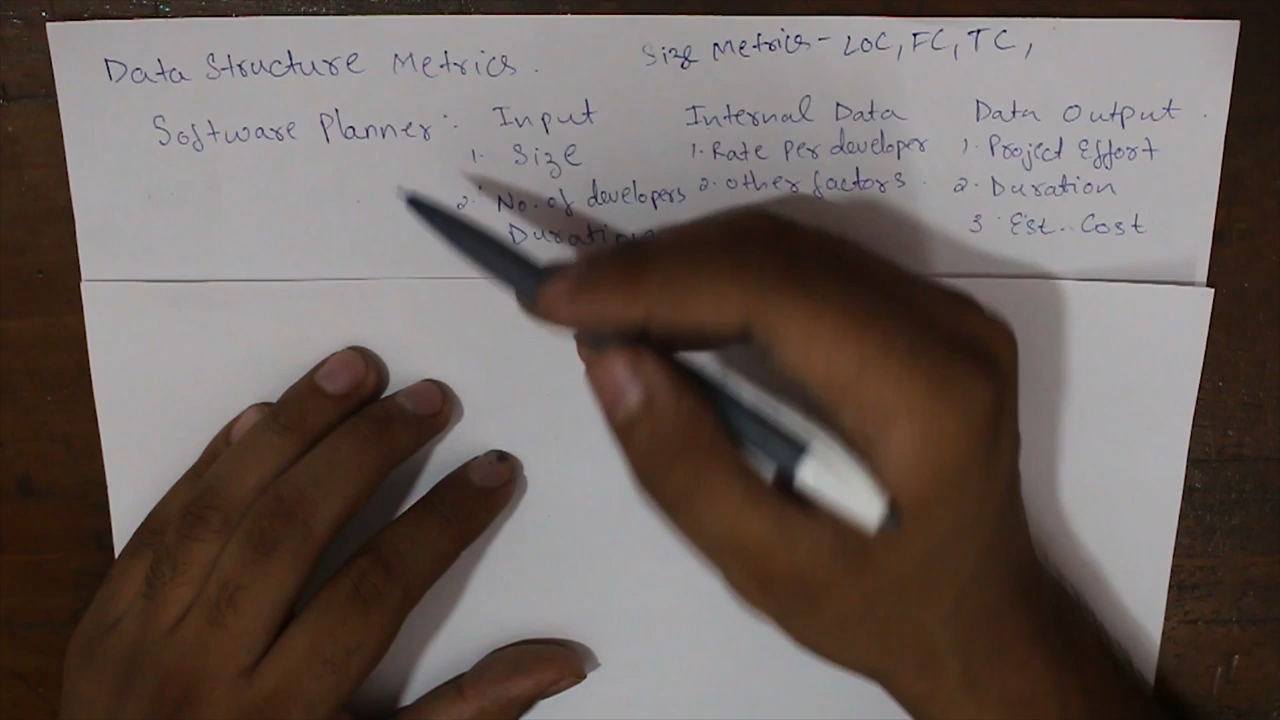 Data Structure Metrics. Size Metrics - LOC, FC, TC,
Software Planner:- Input Internal Data Data Output.
1. Size 1. Rate per developer 1. Project Effort
2. No. of developers 2. other factors. 2. Duration
Duration 3. Est.. Cost